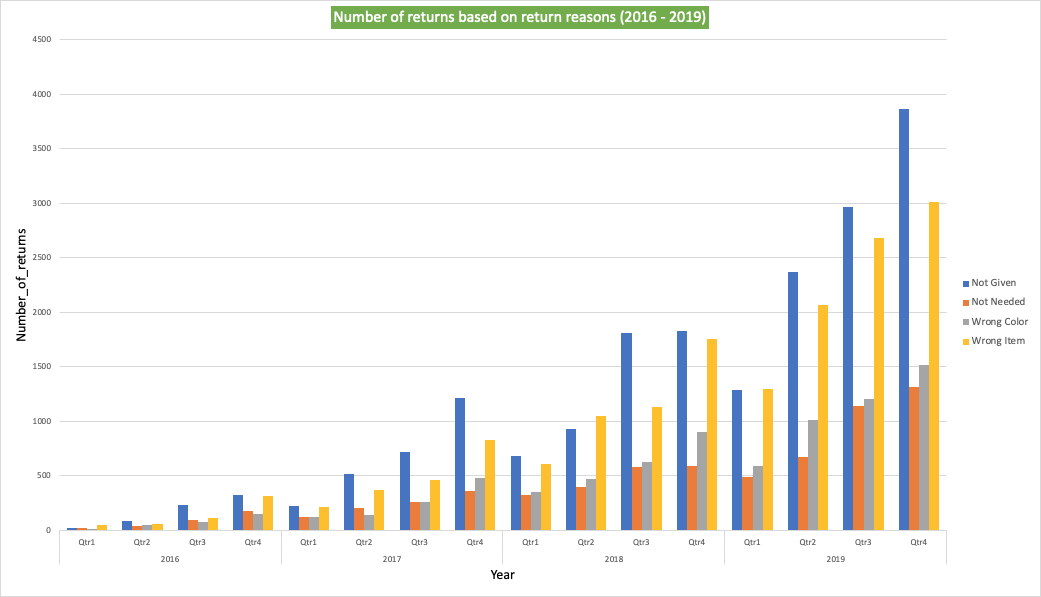 Number of returns based on return reasons (2016 - 2019)
4500
4000
3500
3000
2500
2000
1500
1000
500
0
Number_of_returns
Qtr1 Qtr2 Qtr3 Qtr4 Qtr1 Qtr2 Qtr3 Qtr4 Qtr1 Qtr2 Qtr3 Qtr4 Qtr1 Qtr2 Qtr3 Qtr4
2016 2017 2018 2019
Year
Not Given
Not Needed
Wrong Color
Wrong Item